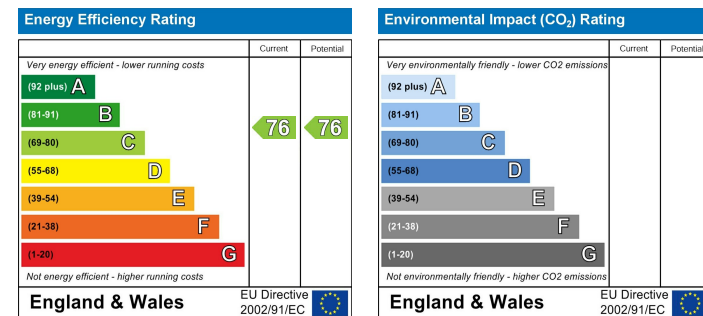 Energy Efficiency Rating
Current Potential
Very energy efficient - lower running costs
(92 plus) A
(81-91) B
(69-80) C
(55-68) D
(39-54) E
(21-38) F
(1-20) G
76 76
Not energy efficient - higher running costs
England & Wales
EU Directive
2002/91/EC
Environmental Impact (CO₂) Rating
Current Potential
Very environmentally friendly - lower CO2 emissions
(92 plus) A
(81-91) B
(69-80) C
(55-68) D
(39-54) E
(21-38) F
(1-20) G
Not environmentally friendly - higher CO2 emissions
England & Wales
EU Directive
2002/91/EC